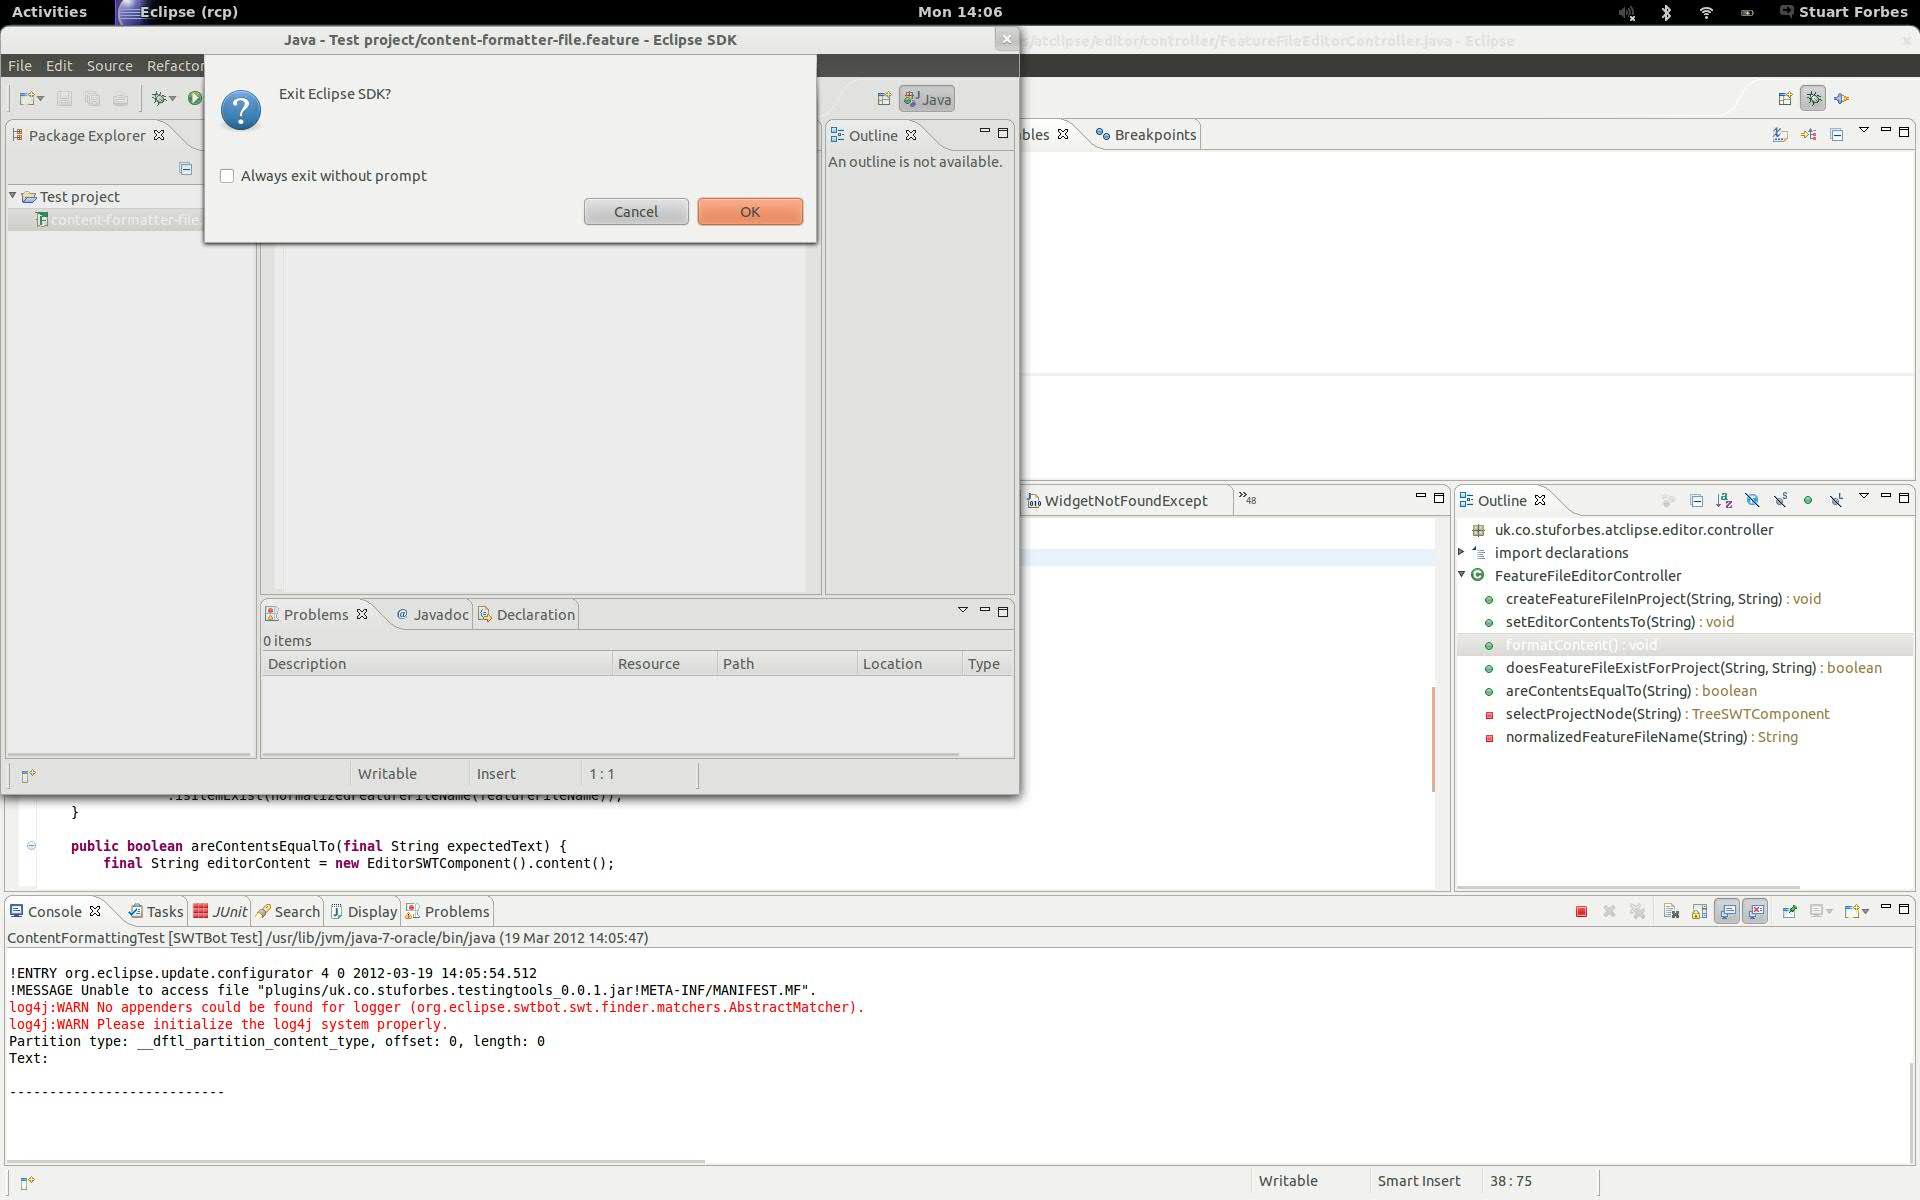 Activities
Eclipse (rcp)
Mon 14:06
Stuart Forbes
Java - Test project/content-formatter-file.feature - Eclipse SDK
s/atclipse/editor/controller/FeatureFileEditorController.java - Eclipse
File Edit Source Refactor
Exit Eclipse SDK?
Always exit without prompt
Cancel OK
Java
Package Explorer
Test project
content-formatter-file.
Outline
An outline is not available.
bles
Breakpoints
WidgetNotFoundExcept
»48
Outline
uk.co.stuforbes.atclipse.editor.controller
import declarations
FeatureFileEditorController
createFeatureFileInProject(String, String) : void
setEditorContentsTo(String) : void
formatContent() : void
doesFeatureFileExistForProject(String, String) : boolean
areContentsEqualTo(String) : boolean
selectProjectNode(String) : TreeSWTComponent
normalizedFeatureFileName(String) : String
Problems @ Javadoc Declaration
0 items
Description Resource Path Location Type
Writable Insert 1 : 1
.isItemExist(normalizedFeatureFileName(featureFileName));
}
public boolean areContentsEqualTo(final String expectedText) {
final String editorContent = new EditorSWTComponent().content();
Console Tasks JUnit Search Display Problems
ContentFormattingTest [SWTBot Test] /usr/lib/jvm/java-7-oracle/bin/java (19 Mar 2012 14:05:47)
!ENTRY org.eclipse.update.configurator 4 0 2012-03-19 14:05:54.512
!MESSAGE Unable to access file "plugins/uk.co.stuforbes.testingtools_0.0.1.jar!META-INF/MANIFEST.MF".
log4j:WARN No appenders could be found for logger (org.eclipse.swtbot.swt.finder.matchers.AbstractMatcher).
log4j:WARN Please initialize the log4j system properly.
Partition type: __dftl_partition_content_type, offset: 0, length: 0
Text:
---------------------------
Writable Smart Insert 38 : 75